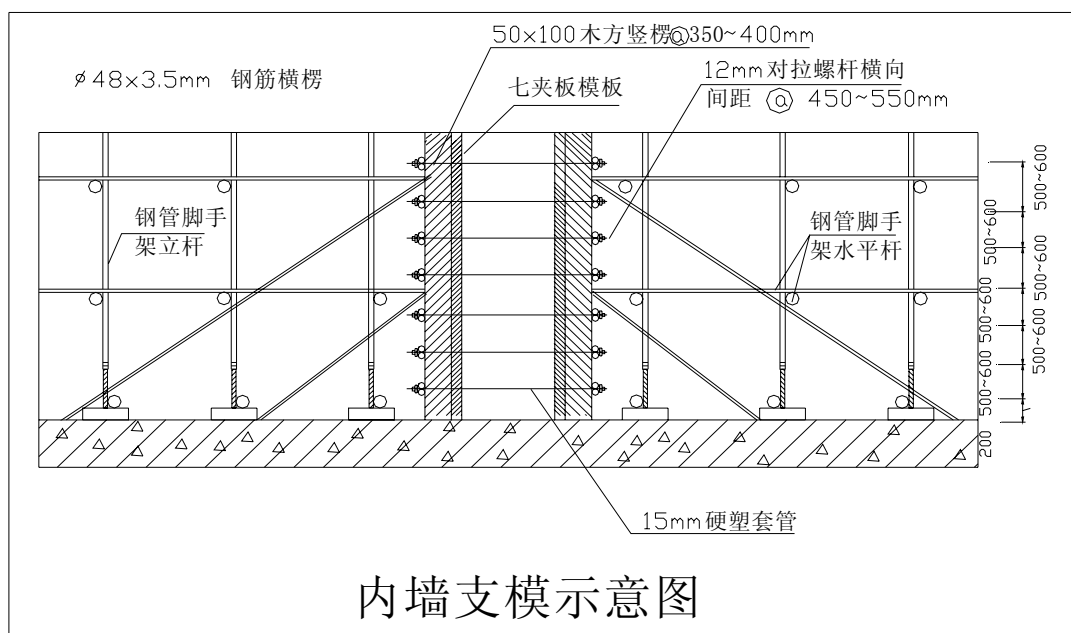 50×100木方竖楞@350~400mm
ø48×3.5mm 钢筋横楞
七夹板模板
12mm对拉螺杆横向
间距 @ 450~550mm
钢管脚手
架立杆
钢管脚手
架水平杆
500~600
500~600
500~600
500~600
500~600
500~600
200
15mm硬塑套管
内墙支模示意图